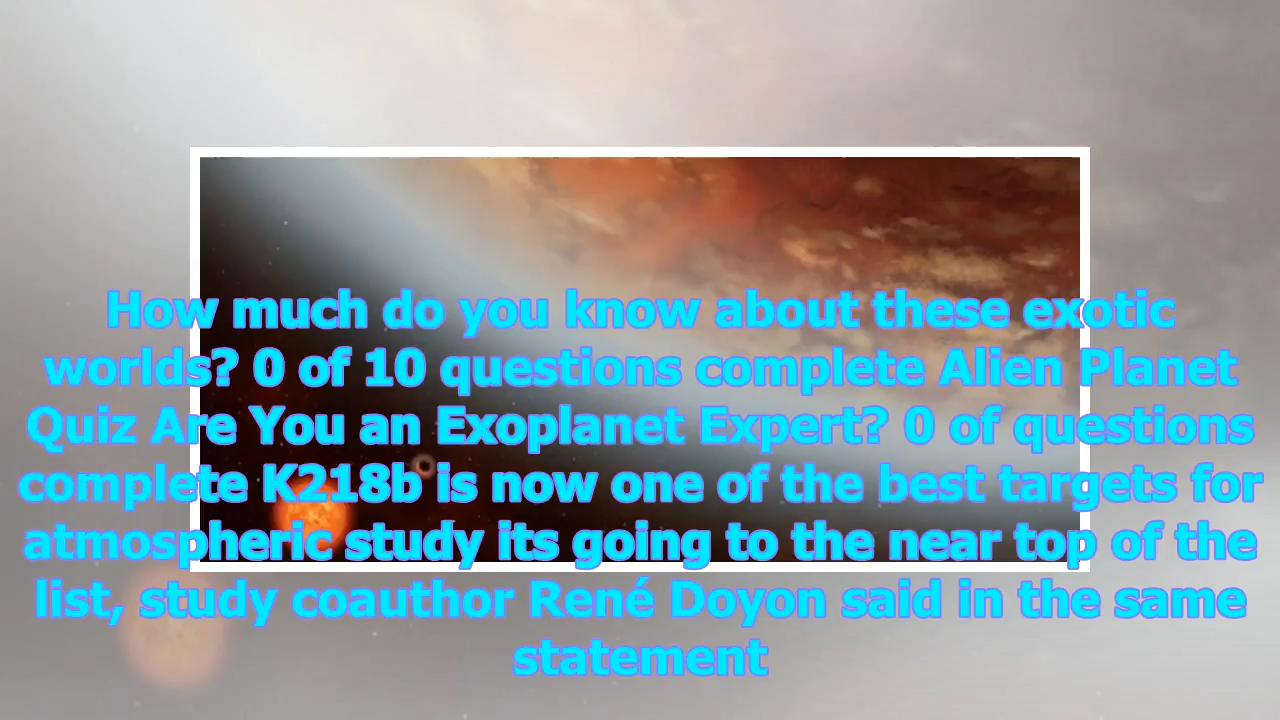 How much do you know about these exotic
worlds? 0 of 10 questions complete Alien Planet
Quiz Are You an Exoplanet Expert? 0 of questions
complete K218b is now one of the best targets for
atmospheric study its going to the near top of the
list, study coauthor René Doyon said in the same
statement